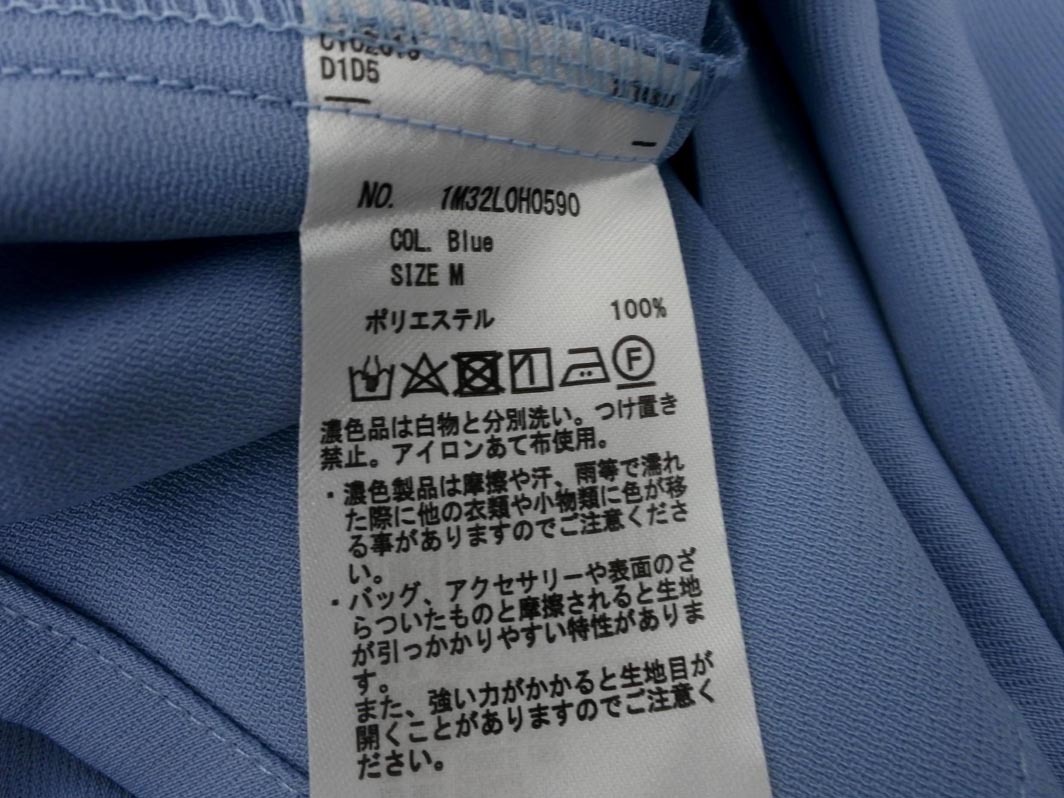 D1D5
NO. 1M32L0H0590
COL. Blue
SIZE M
ポリエステル 100%
F
濃色品は白物と分別洗い。つけ置き
禁止。アイロンあて布使用。
・濃色製品は摩擦や汗、雨等で濡れ
た際に他の衣類や小物類に色が移
る事がありますのでご注意くださ
い。
・バッグ、アクセサリーや表面のざ
らついたものと摩擦されると生地
が引っかかりやすい特性がありま
す。
また、強い力がかかると生地目が
開くことがありますのでご注意く
ださい。